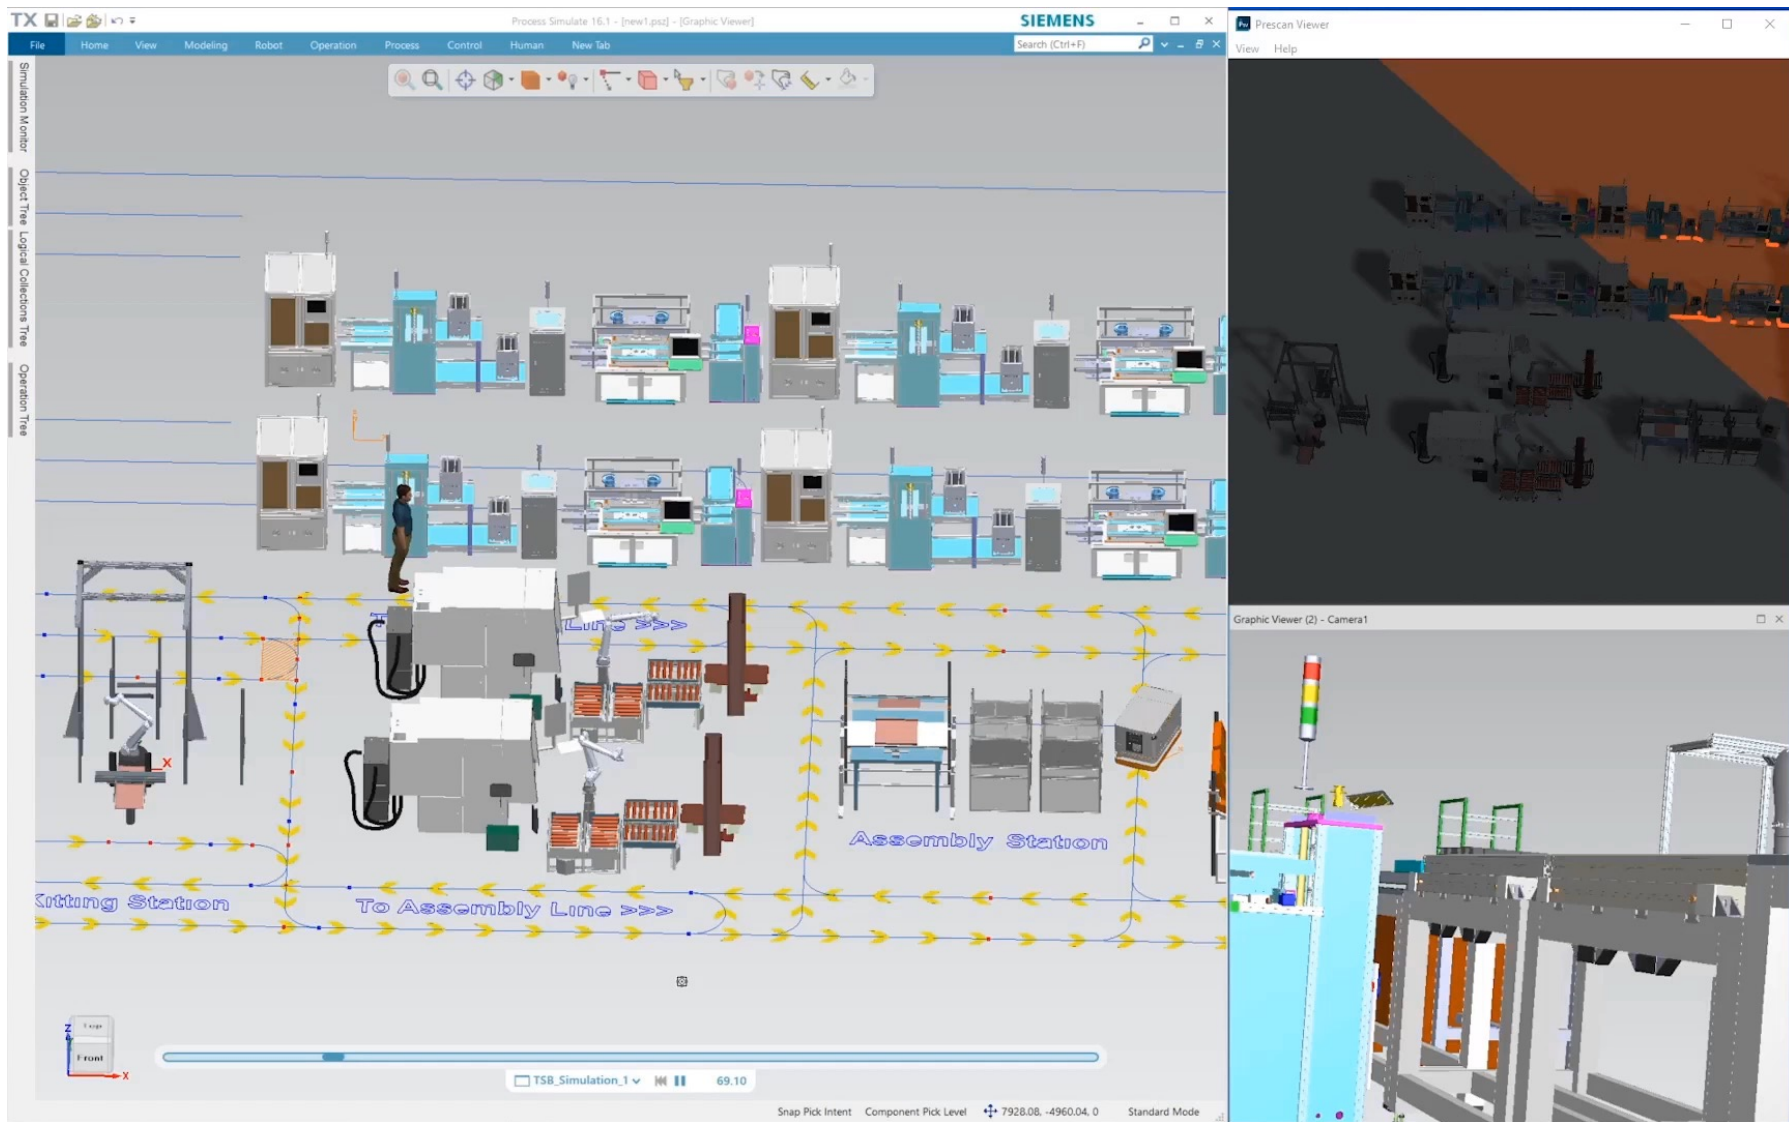 TX
Process Simulate 16.1 - [new1.psz] - [Graphic Viewer]
SIEMENS
File Home View Modeling Robot Operation Process Control Human New Tab
Search (Ctrl+F)
Simulation Monitor
Object Tree
Logical Collections Tree
Operation Tree
Line >>>
X
Assembly Station
Kitting Station
To Assembly Line >>>
Z
Top
Front
X
TSB_Simulation_1
69.10
Snap Pick Intent Component Pick Level 7928.08, -4960.04, 0 Standard Mode
Prescan Viewer
View Help
Graphic Viewer (2) - Camera1